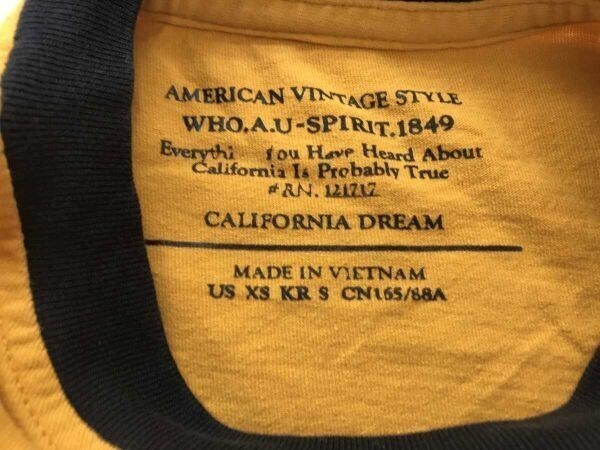 AMERICAN VINTAGE STYLE
WHO.A.U-SPIRIT.1849
Everythi You Have Heard About
California Is Probably True
#RN. 121717
CALIFORNIA DREAM
MADE IN VIETNAM
US XS KR S CN165/88A